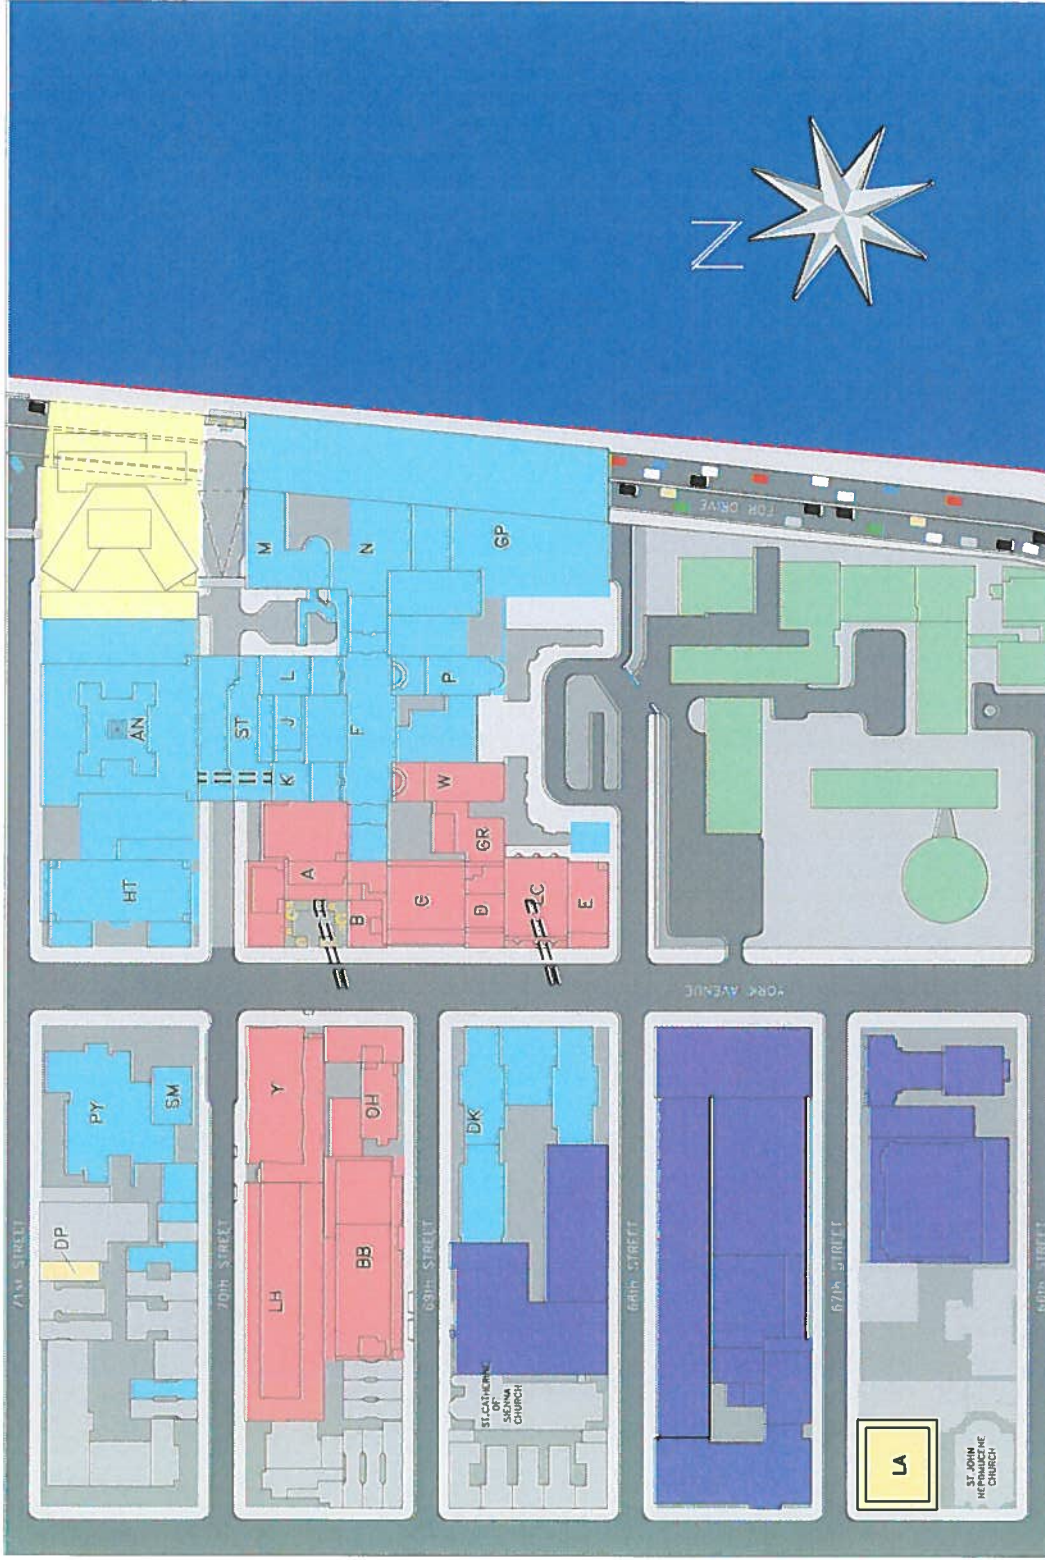 N
FDR DRIVE
M
N
GP
L
J
ST
K
F
P
W
AN
HT
A
B
G
GR
D
LC
E
YORK AVENUE
PY
SM
DP
Y
OH
LH
BB
DK
71ST STREET
70TH STREET
69TH STREET
68TH STREET
67TH STREET
ST.CATHERINE
OF
SIENNA
CHURCH
LA
ST.JOHN
NEPOMUCENE
CHURCH